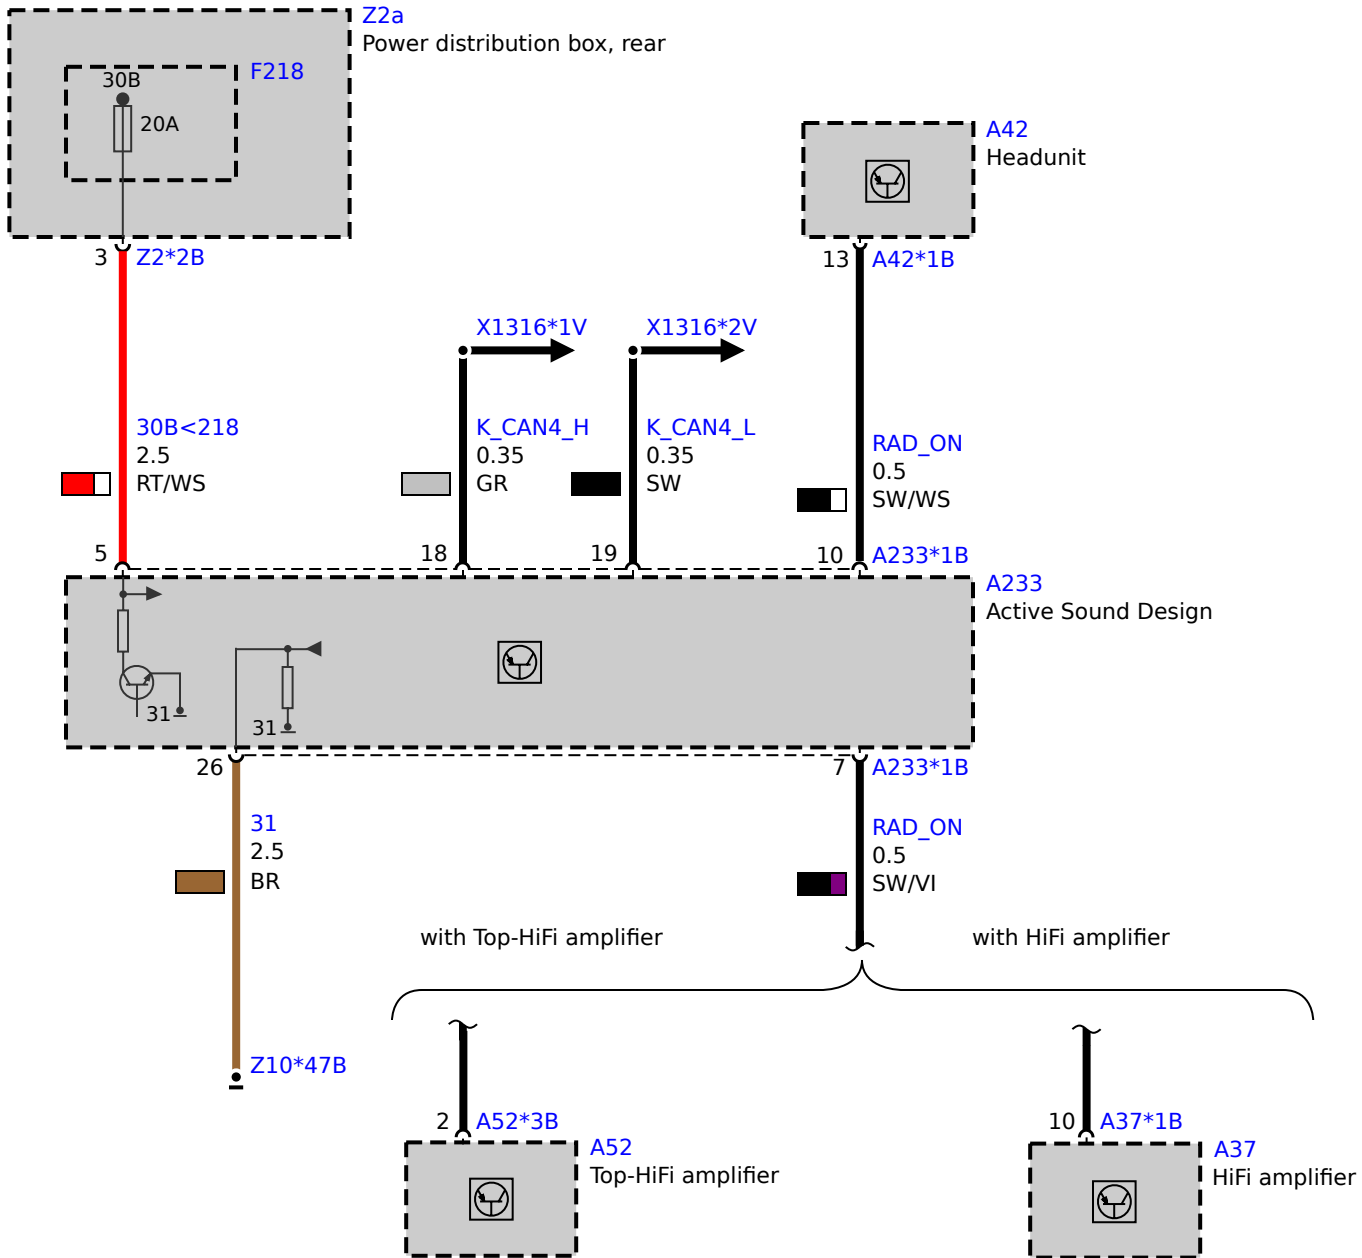 Z2a
Power distribution box, rear
F218
30B
20A
A42
Headunit
3 Z2*2B
13 A42*1B
X1316*1V
X1316*2V
30B<218
2.5
RT/WS
K_CAN4_H
0.35
GR
K_CAN4_L
0.35
SW
RAD_ON
0.5
SW/WS
5
18
19
10 A233*1B
A233
Active Sound Design
31
31
26
7 A233*1B
31
2.5
BR
RAD_ON
0.5
SW/VI
with Top-HiFi amplifier
with HiFi amplifier
Z10*47B
2 A52*3B
A52
Top-HiFi amplifier
10 A37*1B
A37
HiFi amplifier